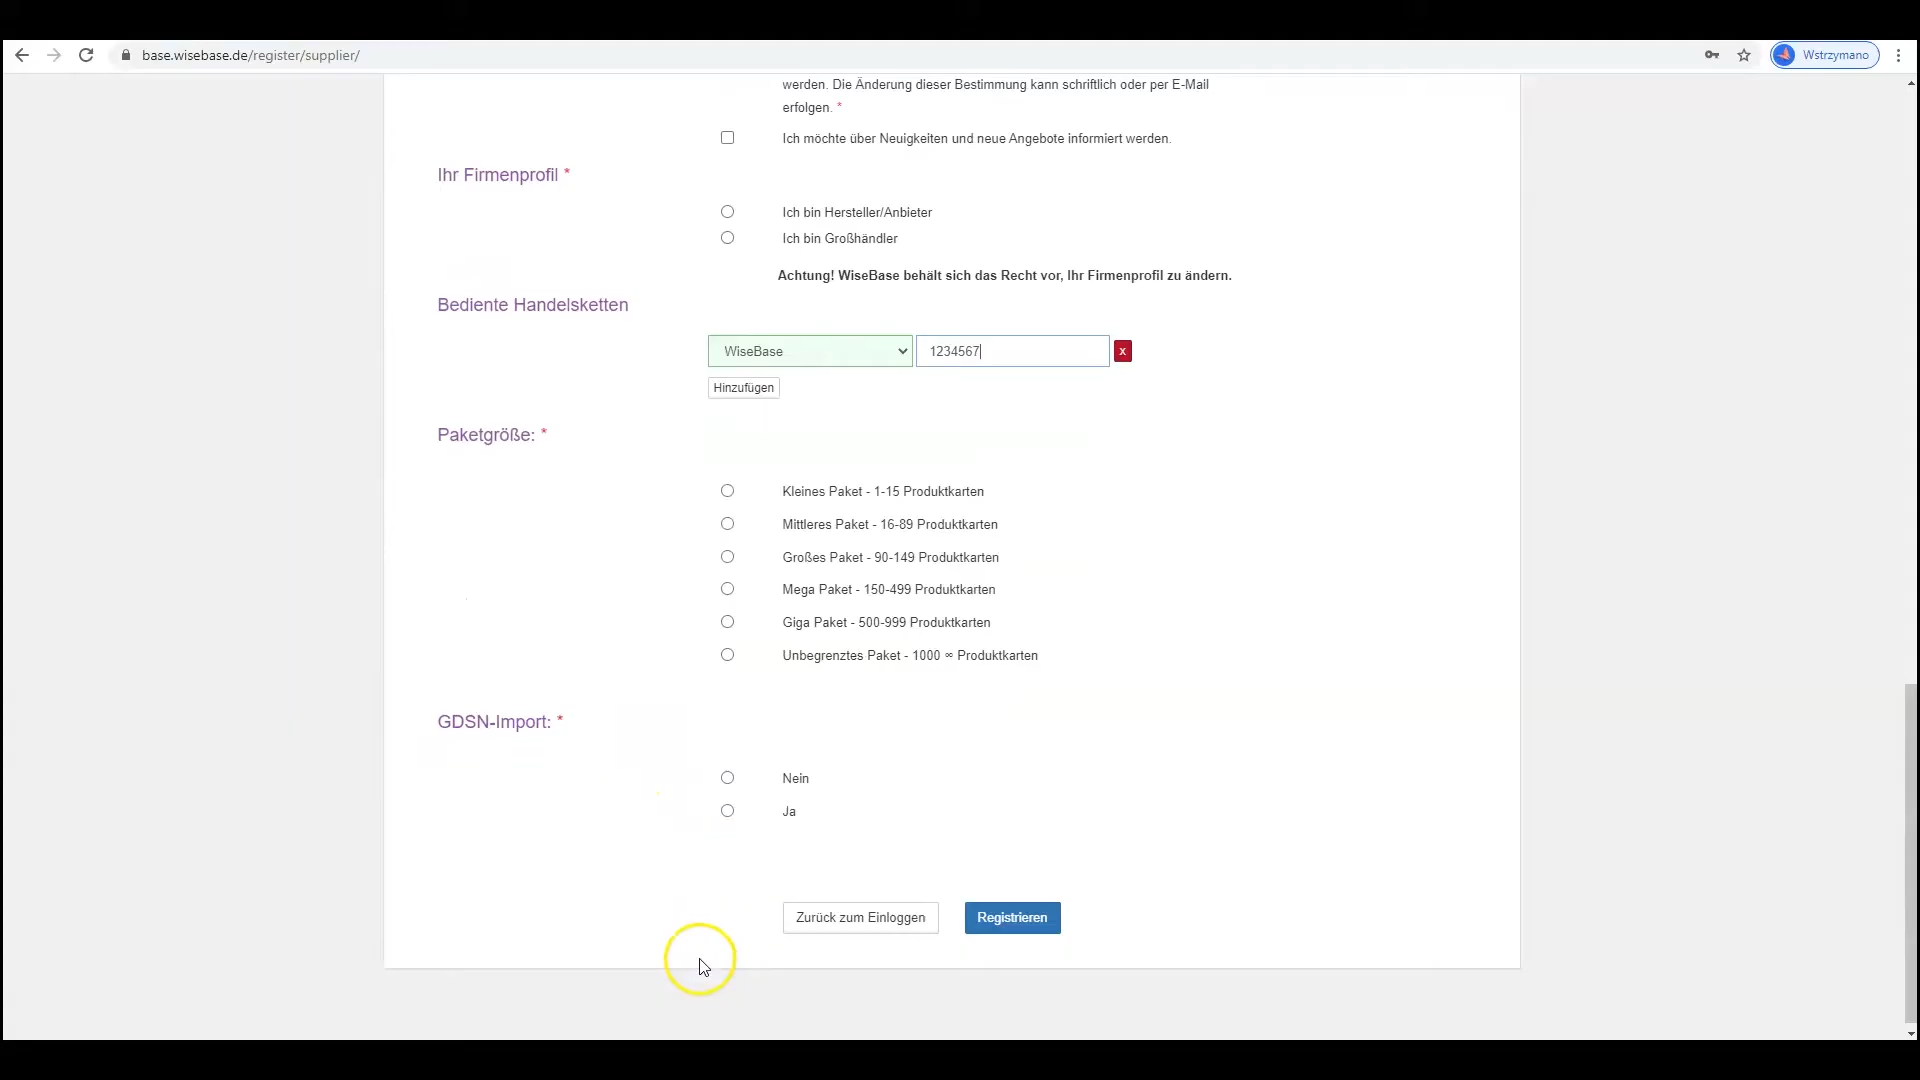 base.wisebase.de/register/supplier/
Wstrzymano
werden. Die Änderung dieser Bestimmung kann schriftlich oder per E-Mail
erfolgen. *
Ich möchte über Neuigkeiten und neue Angebote informiert werden.
Ihr Firmenprofil *
Ich bin Hersteller/Anbieter
Ich bin Großhändler
Achtung! WiseBase behält sich das Recht vor, Ihr Firmenprofil zu ändern.
Bediente Handelsketten
WiseBase 1234567 x
Hinzufügen
Paketgröße: *
Kleines Paket - 1-15 Produktkarten
Mittleres Paket - 16-89 Produktkarten
Großes Paket - 90-149 Produktkarten
Mega Paket - 150-499 Produktkarten
Giga Paket - 500-999 Produktkarten
Unbegrenztes Paket - 1000 ∞ Produktkarten
GDSN-Import: *
Nein
Ja
Zurück zum Einloggen Registrieren